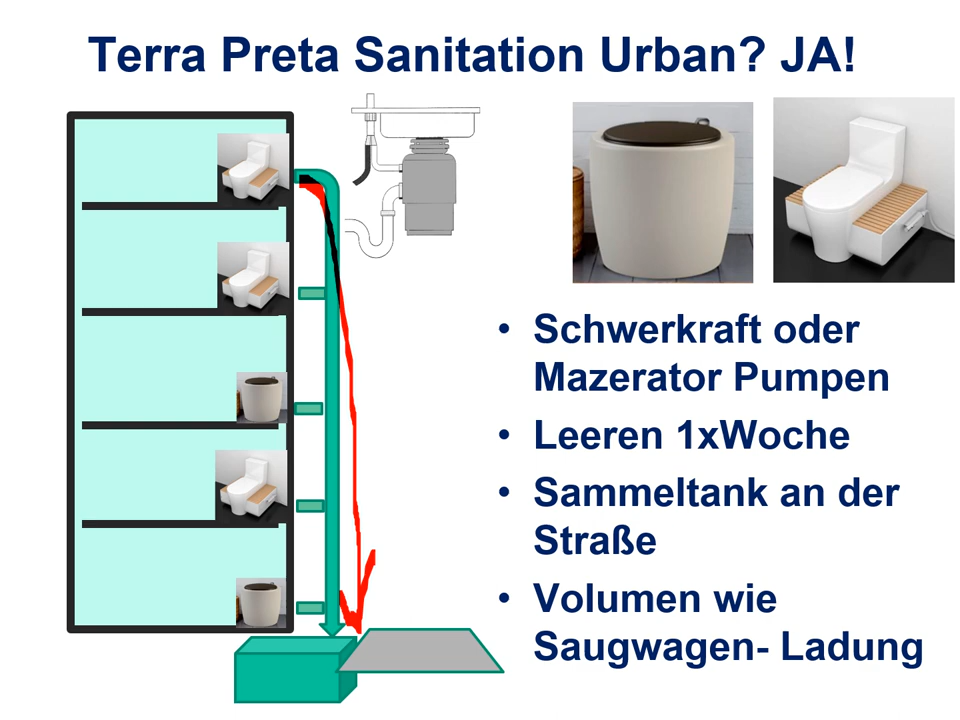 Terra Preta Sanitation Urban? JA!
• Schwerkraft oder
Mazerator Pumpen
• Leeren 1xWoche
• Sammeltank an der
Straße
• Volumen wie
Saugwagen- Ladung